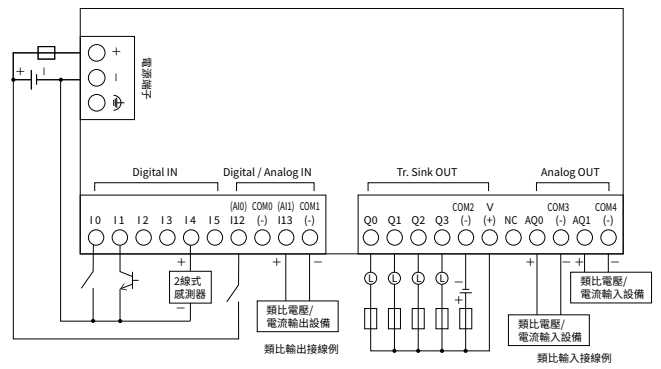 +
+ −
−
電源端子
Digital IN
Digital / Analog IN
Tr. Sink OUT
Analog OUT
(AI0) COM0 (AI1) COM1
I0 I1 I2 I3 I4 I5 I12 (-) I13 (-)
COM2 V COM3 COM4
Q0 Q1 Q2 Q3 (-) (+) NC AQ0 (-) AQ1 (-)
+ + − + − + −
2線式
感測器
−
L L L L
−
+
類比電壓/
電流輸出設備
類比輸出接線例
類比電壓/
電流輸入設備
類比電壓/
電流輸入設備
類比輸入接線例